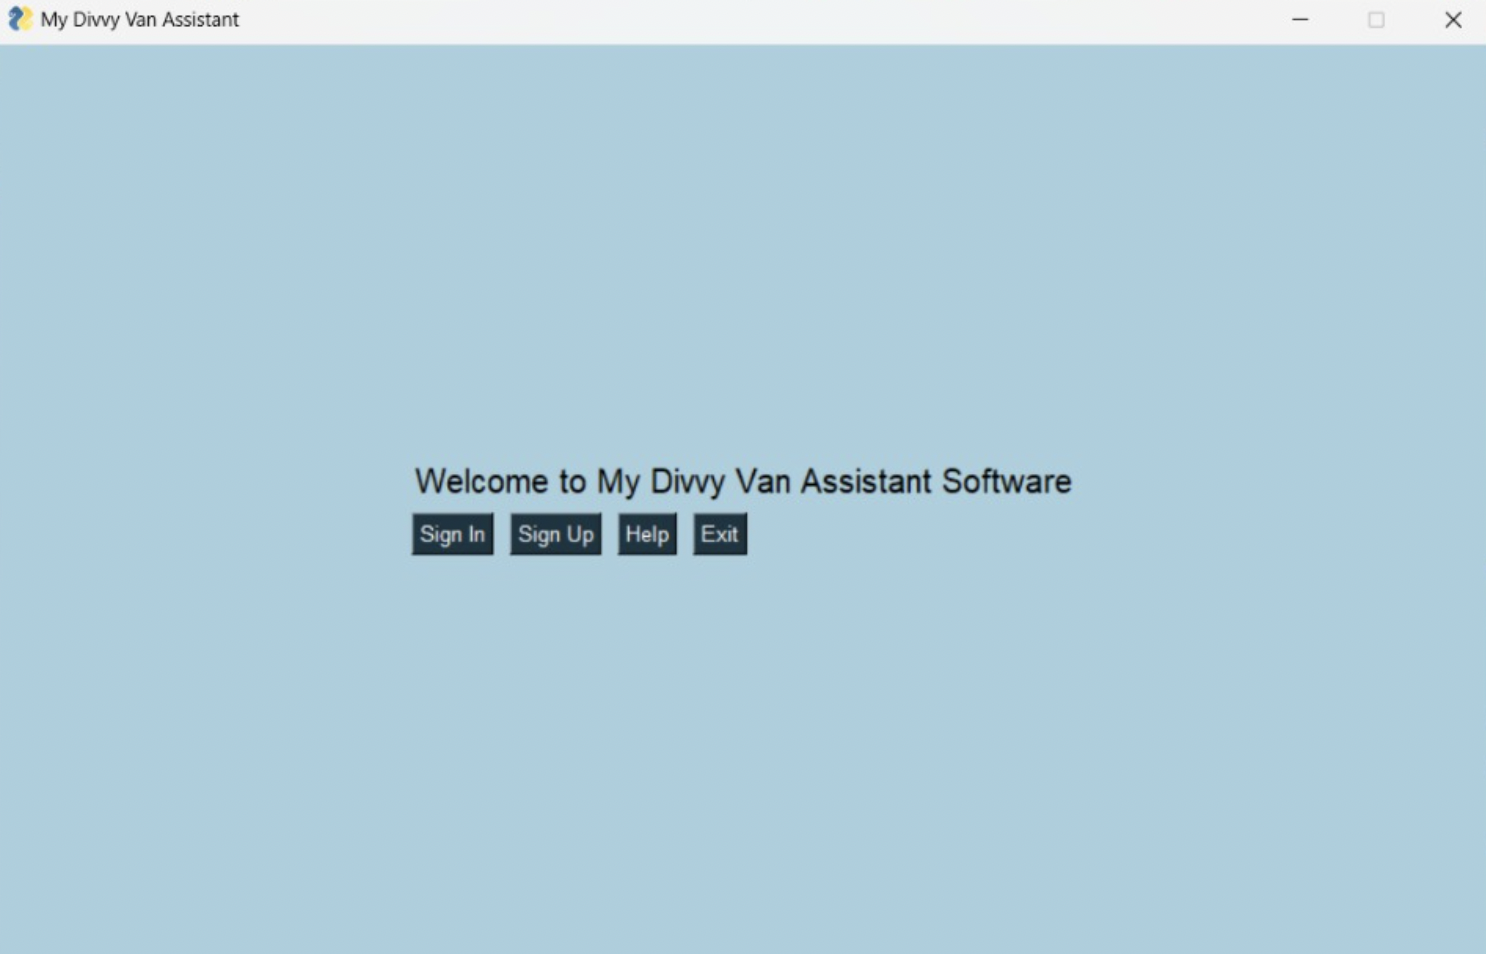 My Divvy Van Assistant
Welcome to My Divvy Van Assistant Software
Sign In Sign Up Help Exit